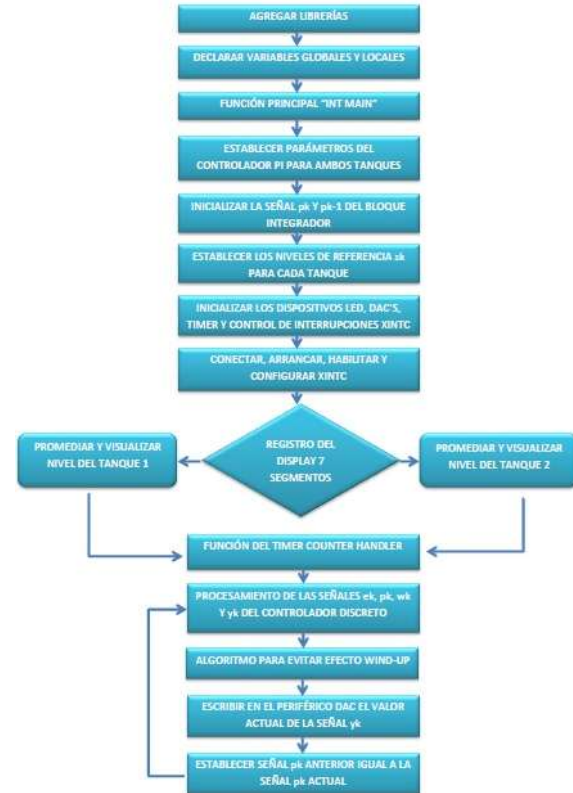 AGREGAR LIBRERÍAS
DECLARAR VARIABLES GLOBALES Y LOCALES
FUNCIÓN PRINCIPAL "INT MAIN"
ESTABLECER PARÁMETROS DEL
CONTROLADOR PI PARA AMBOS TANQUES
INICIALIZAR LA SEÑAL pk Y pk-1 DEL BLOQUE
INTEGRADOR
ESTABLECER LOS NIVELES DE REFERENCIA sk
PARA CADA TANQUE
INICIALIZAR LOS DISPOSITIVOS LED, DAC'S,
TIMER Y CONTROL DE INTERRUPCIONES XINTC
CONECTAR, ARRANCAR, HABILITAR Y
CONFIGURAR XINTC
PROMEDIAR Y VISUALIZAR
NIVEL DEL TANQUE 1
REGISTRO DEL
DISPLAY 7
SEGMENTOS
PROMEDIAR Y VISUALIZAR
NIVEL DEL TANQUE 2
FUNCIÓN DEL TIMER COUNTER HANDLER
PROCESAMIENTO DE LAS SEÑALES ek, pk, wk
Y yk DEL CONTROLADOR DISCRETO
ALGORITMO PARA EVITAR EFECTO WIND-UP
ESCRIBIR EN EL PERIFÉRICO DAC EL VALOR
ACTUAL DE LA SEÑAL yk
ESTABLECER SEÑAL pk ANTERIOR IGUAL A LA
SEÑAL pk ACTUAL